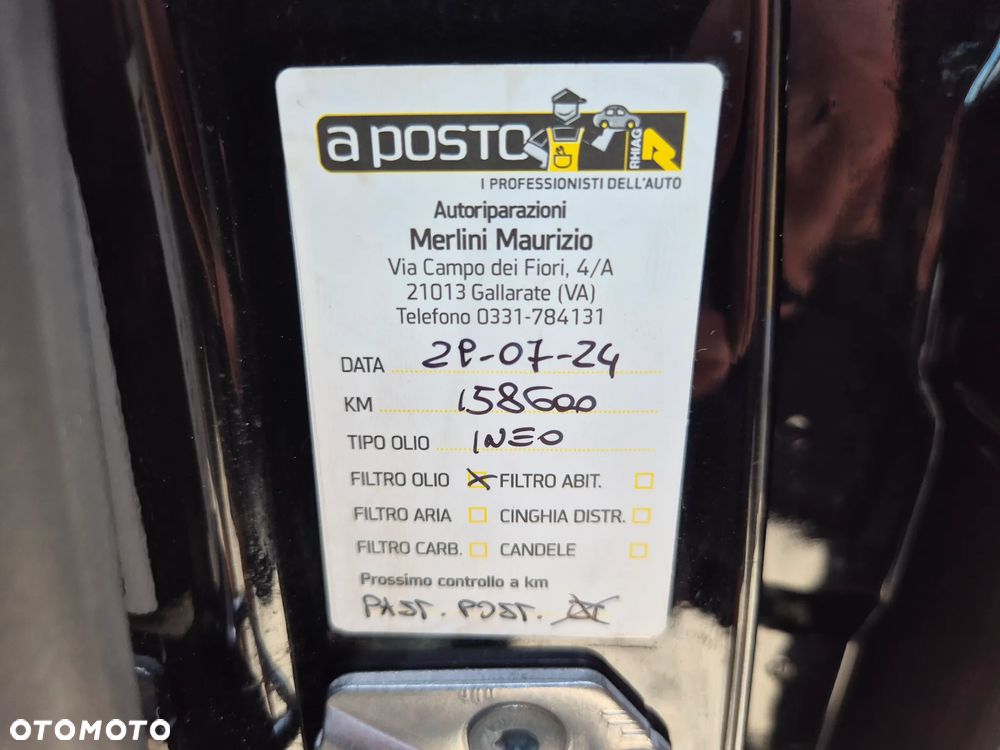 a POSTO
RHIAG
I PROFESSIONISTI DELL'AUTO
Autoriparazioni
Merlini Maurizio
Via Campo dei Fiori, 4/A
21013 Gallarate (VA)
Telefono 0331-784131
DATA 29-07-24
KM 158600
TIPO OLIO INEO
FILTRO OLIO FILTRO ABIT.
FILTRO ARIA CINGHIA DISTR.
FILTRO CARB. CANDELE
Prossimo controllo a km
PAST. POST.
OTOMOTO